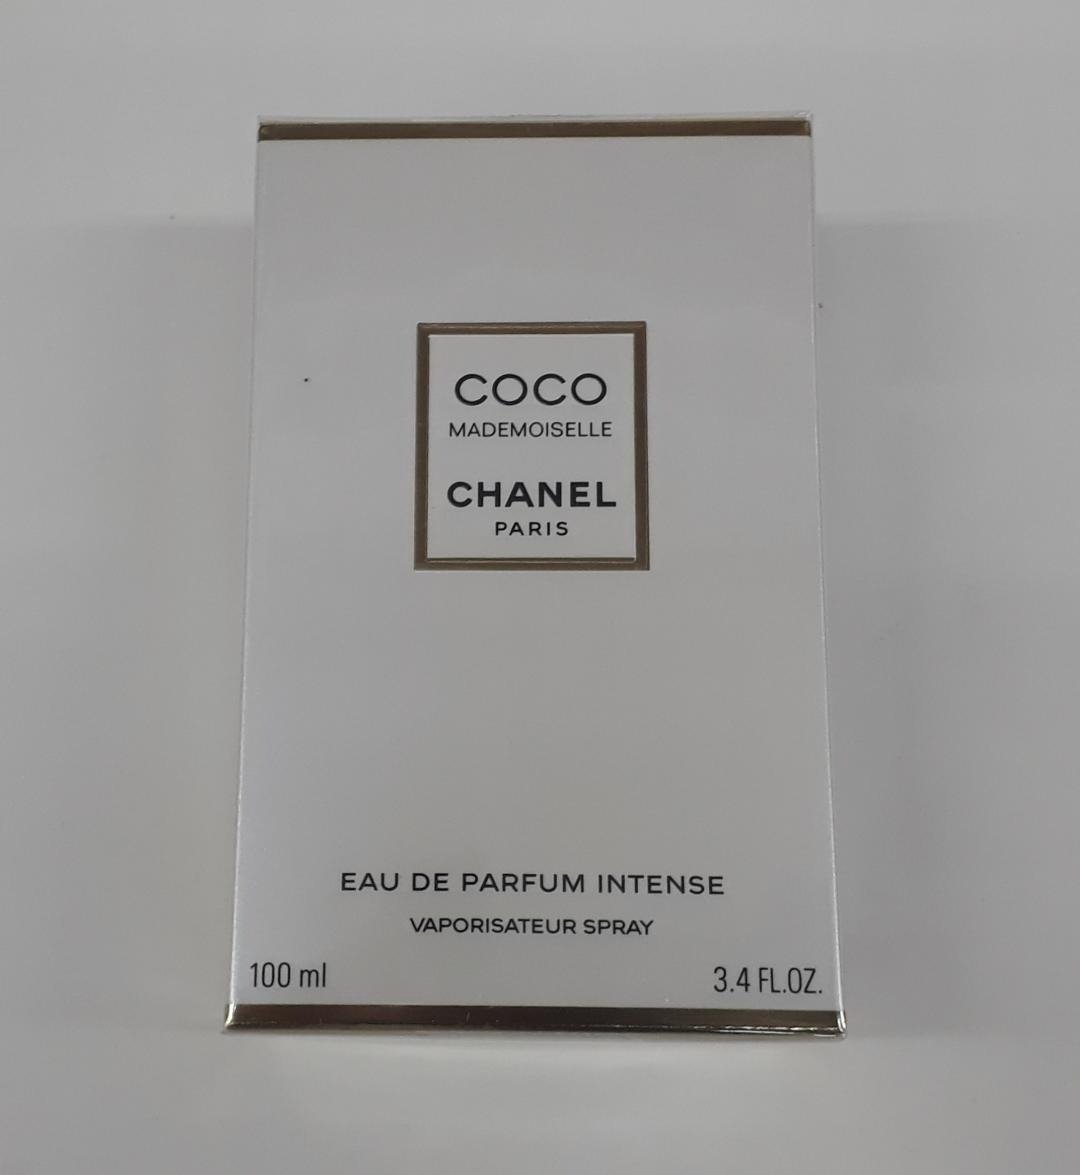 COCO
MADEMOISELLE
CHANEL
PARIS
EAU DE PARFUM INTENSE
VAPORISATEUR SPRAY
100 ml
3.4 FL.OZ.